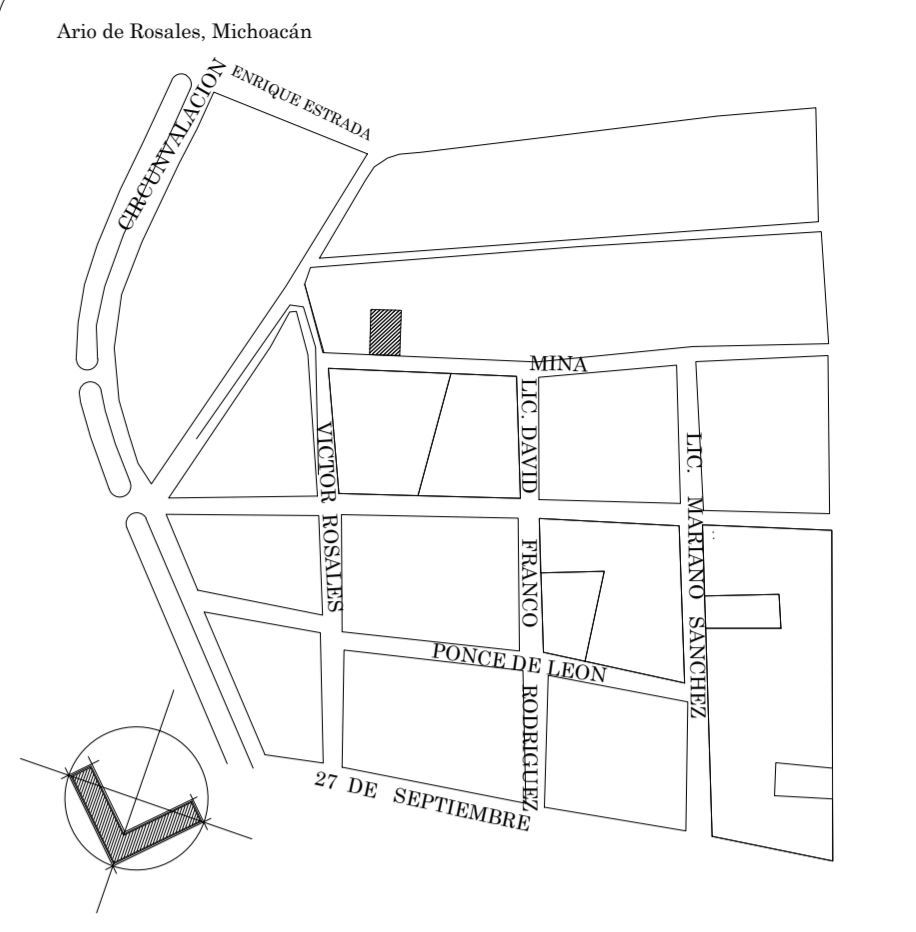 Ario de Rosales, Michoacán
ENRIQUE ESTRADA
CIRCUNVALACION
MINA
LIC. DAVID FRANCO RODRIGUEZ
VICTOR ROSALES
LIC. MARIANO SANCHEZ
PONCE DE LEON
27 DE SEPTIEMBRE